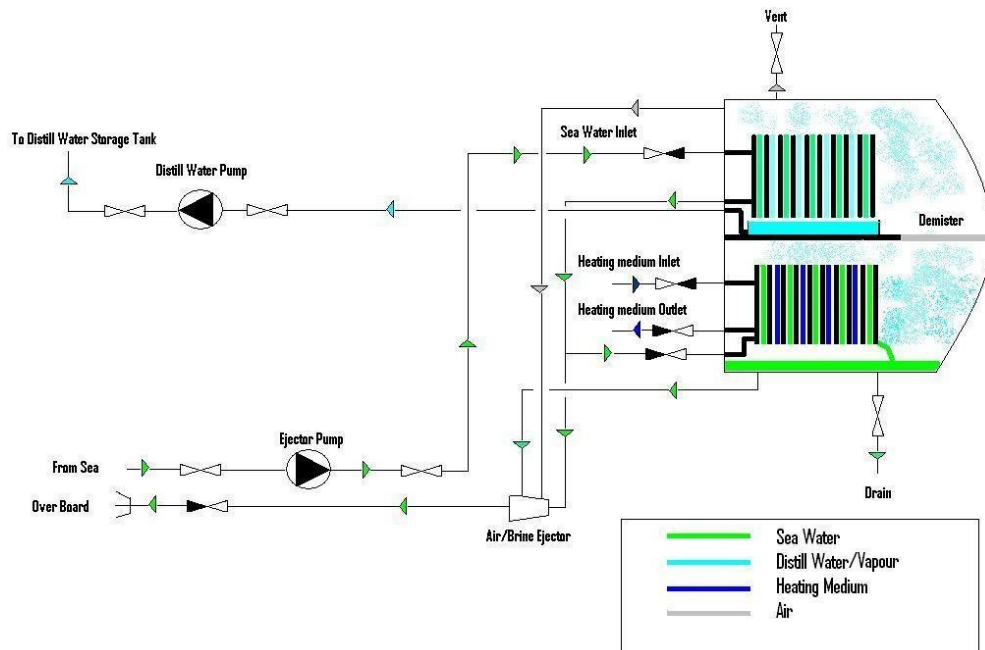 Vent
Sea Water Inlet
To Distill Water Storage Tank
Distill Water Pump
Demister
Heating medium Inlet
Heating medium Outlet
Ejector Pump
From Sea
Over Board
Drain
Air/Brine Ejector
Sea Water
Distill Water/Vapour
Heating Medium
Air